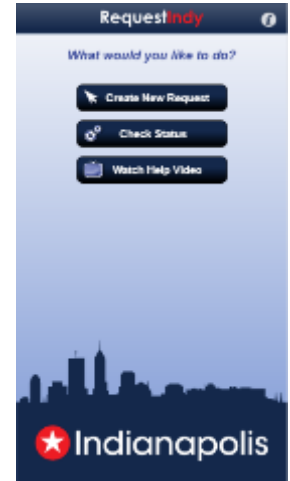 RequestIndy
What would you like to do?
Create New Request
Check Status
Watch Help Video
Indianapolis